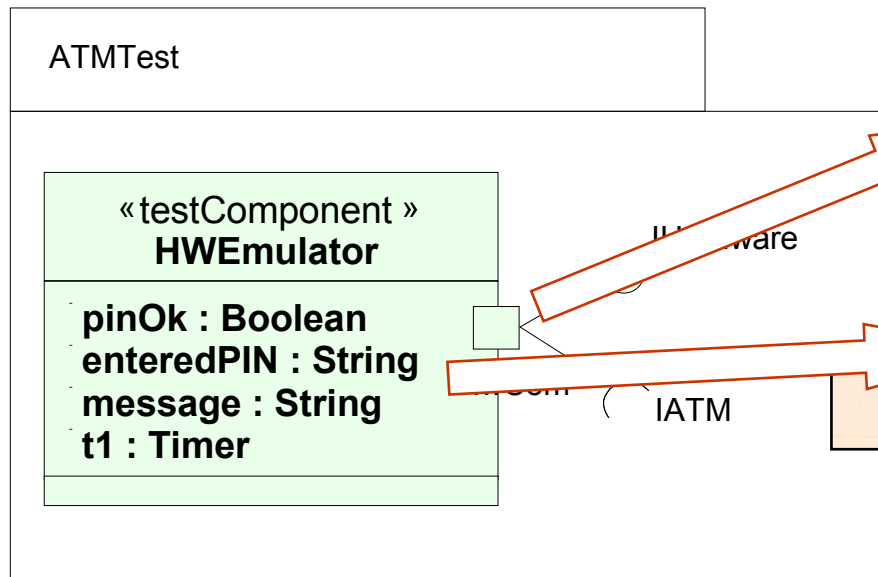 ATMTest
«testComponent »
HWEmulator
pinOk : Boolean
enteredPIN : String
message : String
t1 : Timer
IATM